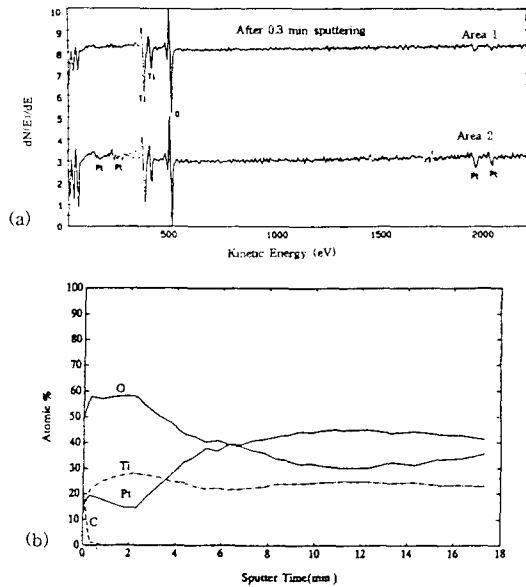 10
After 0.3 min sputtering
9
Area 1
8
7
Ti
6
Ti
dN(E)/dE
5
O
4
Area 2
3
Pt Pt
2
Pt Pt
1
0
(a)
500 1000 1500 2000
Kinetic Energy (eV)
100
90
80
70
60
O
50
Atomic %
40
30
Ti
20
Pt
10
C
0
(b)
0 2 4 6 8 10 12 14 16 18
Sputter Time(min)